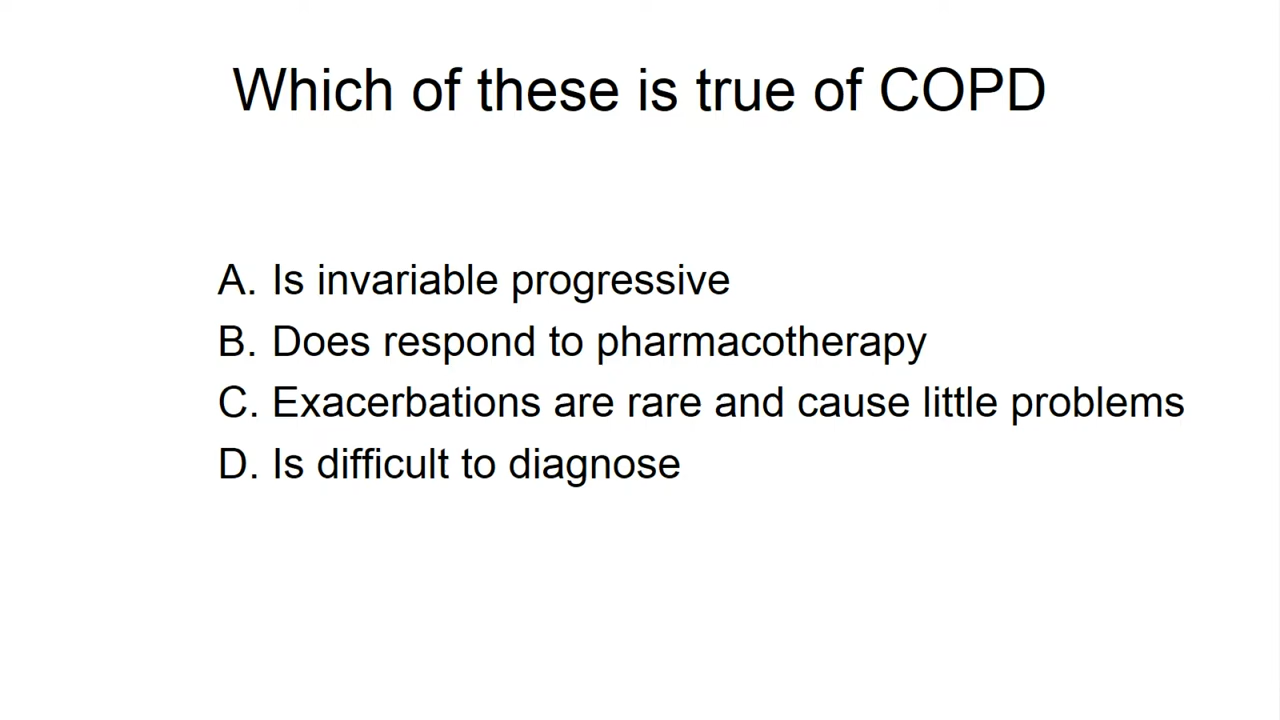 Which of these is true of COPD
A. Is invariable progressive
B. Does respond to pharmacotherapy
C. Exacerbations are rare and cause little problems
D. Is difficult to diagnose